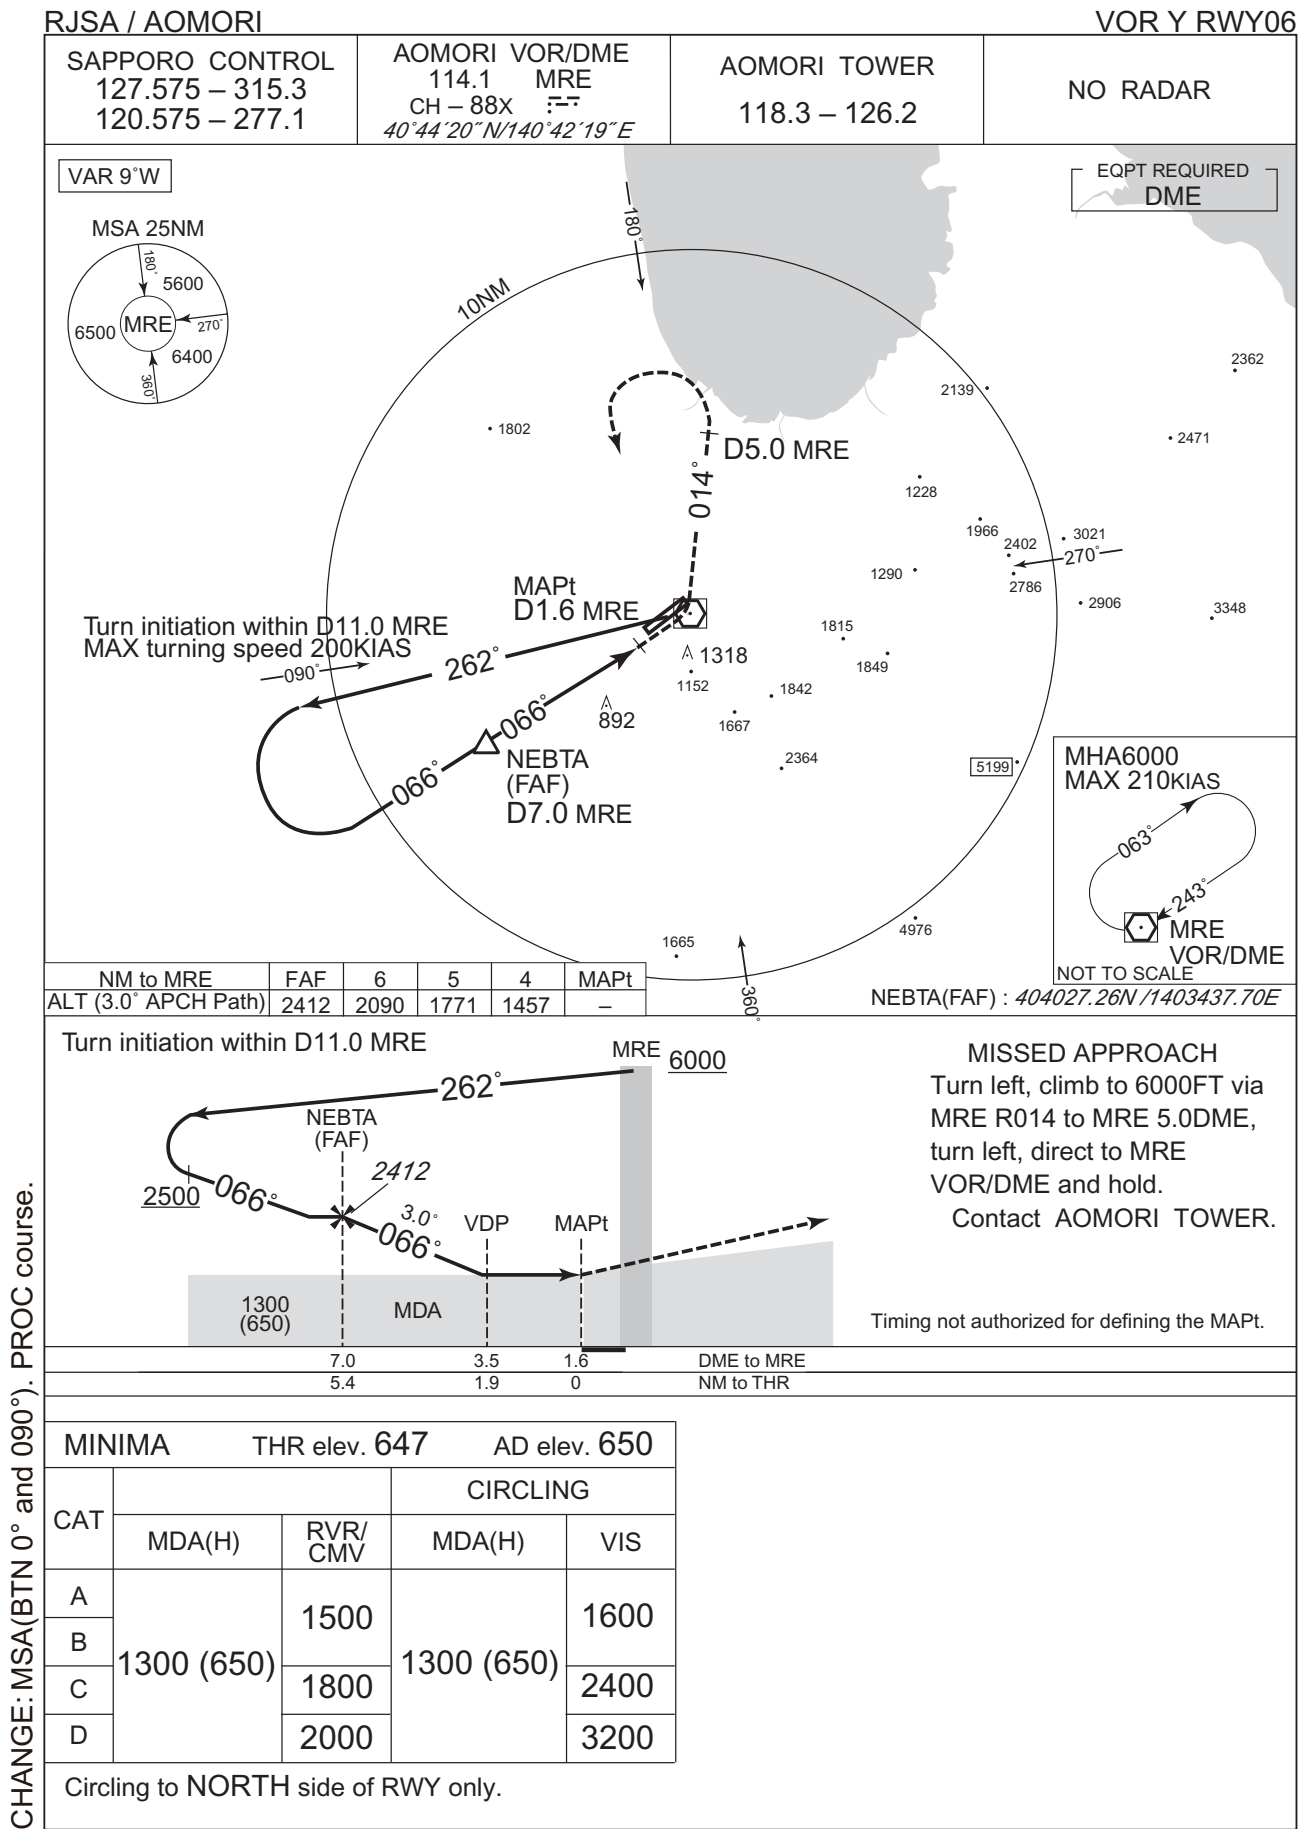 RJSA / AOMORI
VOR Y RWY06
SAPPORO CONTROL
127.575 – 315.3
120.575 – 277.1
AOMORI VOR/DME
114.1 MRE
CH – 88X
40°44´20˝N/140°42´19˝E
AOMORI TOWER
118.3 – 126.2
NO RADAR
VAR 9°W
EQPT REQUIRED
DME
MSA 25NM
180°
5600
6500
MRE
270°
6400
360°
180°
10NM
2362
2139
1802
D5.0 MRE
2471
014°
1228
1966
3021
2402
270°
1290
2786
2906
MAPt
D1.6 MRE
3348
Turn initiation within D11.0 MRE
MAX turning speed 200KIAS
090°
262°
1815
1318
1849
1152
1842
892
1667
066°
NEBTA
(FAF)
D7.0 MRE
066°
2364
5199
MHA6000
MAX 210KIAS
063°
243°
MRE
VOR/DME
NOT TO SCALE
4976
1665
360°
NEBTA(FAF) : 404027.26N /1403437.70E
NM to MRE FAF 6 5 4 MAPt
ALT (3.0° APCH Path) 2412 2090 1771 1457 –
Turn initiation within D11.0 MRE
MRE 6000
262°
NEBTA
(FAF)
2412
2500
066°
3.0°
066°
VDP
MAPt
1300
(650)
MDA
MISSED APPROACH
Turn left, climb to 6000FT via
MRE R014 to MRE 5.0DME,
turn left, direct to MRE
VOR/DME and hold.
Contact AOMORI TOWER.
Timing not authorized for defining the MAPt.
7.0 3.5 1.6 DME to MRE
5.4 1.9 0 NM to THR
MINIMA THR elev. 647 AD elev. 650
CAT
CIRCLING
MDA(H)
RVR/
CMV
MDA(H)
VIS
A
B
C
D
1300 (650)
1500
1800
2000
1300 (650)
1600
2400
3200
Circling to NORTH side of RWY only.
CHANGE: MSA(BTN 0° and 090°). PROC course.